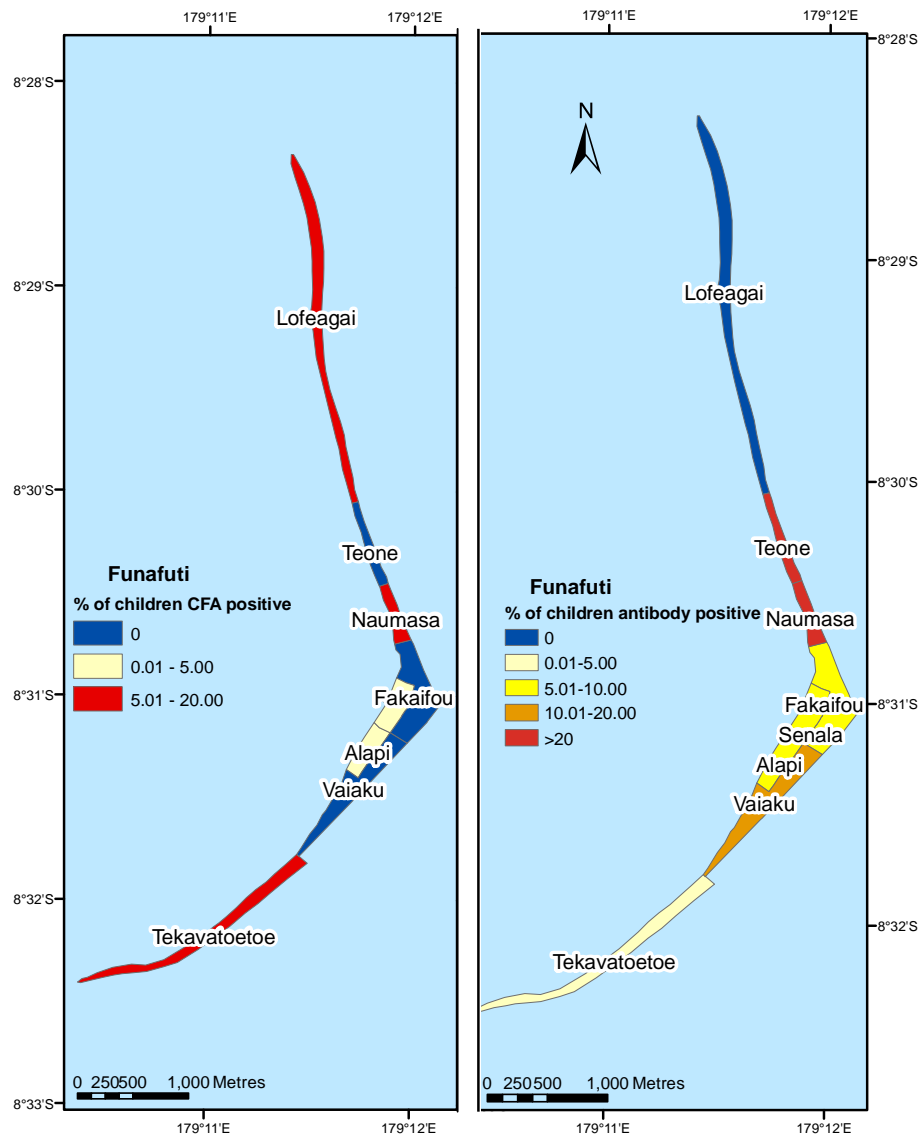 179°11'E 179°12'E
8°28'S
8°29'S
Lofeagai
8°30'S
Teone
Funafuti
% of children CFA positive
0
0.01 - 5.00
5.01 - 20.00
Naumasa
8°31'S
Fakaifou
Alapi
Vaiaku
8°32'S
Tekavatoetoe
0 250 500 1,000 Metres
8°33'S
179°11'E 179°12'E
179°11'E 179°12'E
8°28'S
N
8°29'S
Lofeagai
8°30'S
Teone
Funafuti
% of children antibody positive
0
0.01-5.00
5.01-10.00
10.01-20.00
>20
Naumasa
8°31'S
Fakaifou
Senala
Alapi
Vaiaku
8°32'S
Tekavatoetoe
0 250 500 1,000 Metres
179°11'E 179°12'E